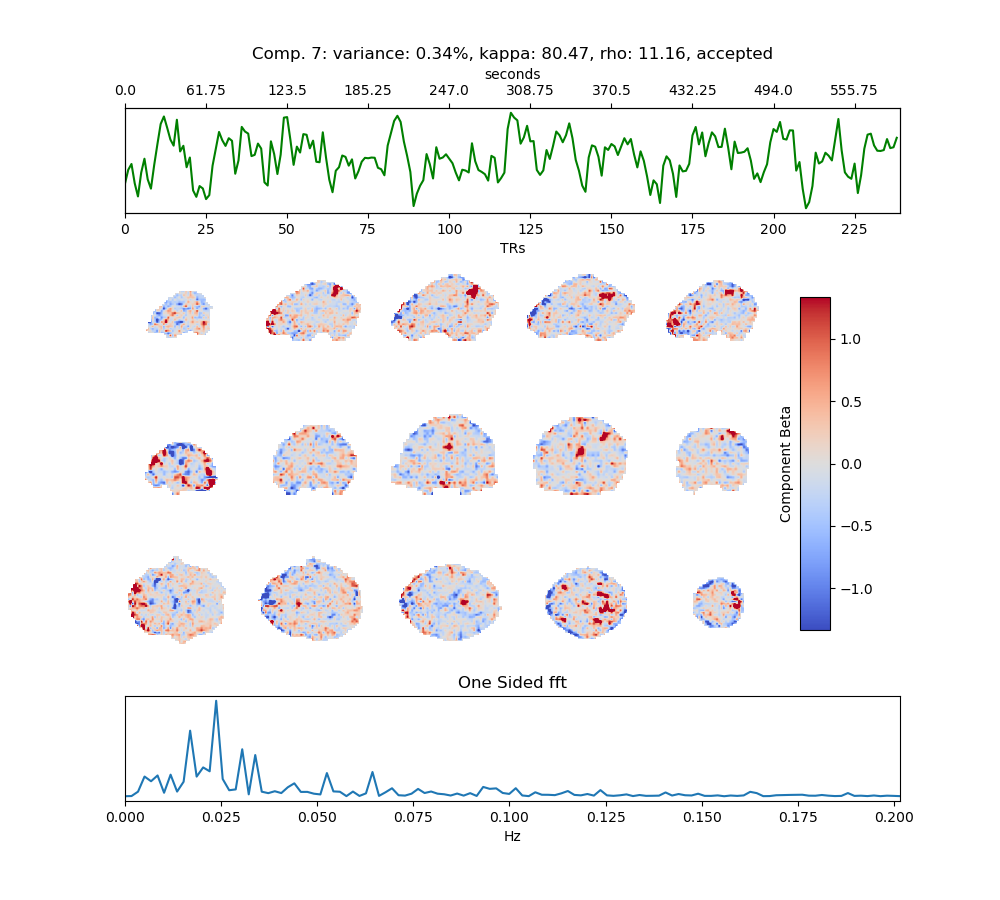 Comp. 7: variance: 0.34%, kappa: 80.47, rho: 11.16, accepted
seconds
0.0 61.75 123.5 185.25 247.0 308.75 370.5 432.25 494.0 555.75
0 25 50 75 100 125 150 175 200 225
TRs
1.0
0.5
0.0
−0.5
−1.0
Component Beta
One Sided fft
0.000 0.025 0.050 0.075 0.100 0.125 0.150 0.175 0.200
Hz